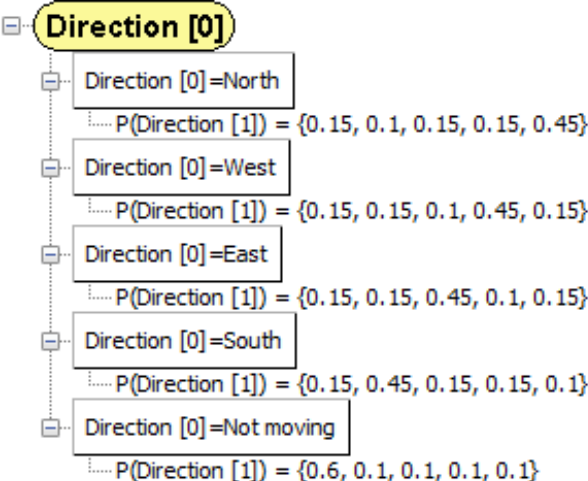 Direction [0]
Direction [0]=North
P(Direction [1]) = {0.15, 0.1, 0.15, 0.15, 0.45}
Direction [0]=West
P(Direction [1]) = {0.15, 0.15, 0.1, 0.45, 0.15}
Direction [0]=East
P(Direction [1]) = {0.15, 0.15, 0.45, 0.1, 0.15}
Direction [0]=South
P(Direction [1]) = {0.15, 0.45, 0.15, 0.15, 0.1}
Direction [0]=Not moving
P(Direction [1]) = {0.6, 0.1, 0.1, 0.1, 0.1}